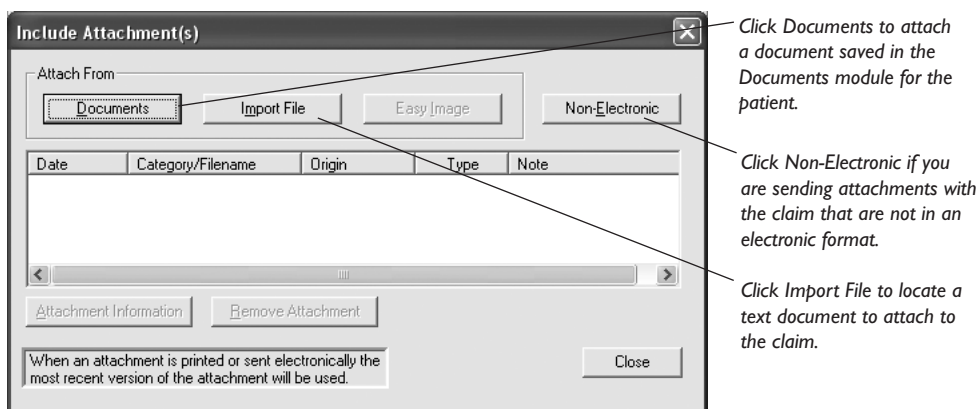 Include Attachment(s)
Attach From
Documents
Import File
Easy Image
Non-Electronic
Date Category/Filename Origin Type Note
Attachment Information
Remove Attachment
When an attachment is printed or sent electronically the
most recent version of the attachment will be used.
Close
Click Documents to attach
a document saved in the
Documents module for the
patient.
Click Non-Electronic if you
are sending attachments with
the claim that are not in an
electronic format.
Click Import File to locate a
text document to attach to
the claim.